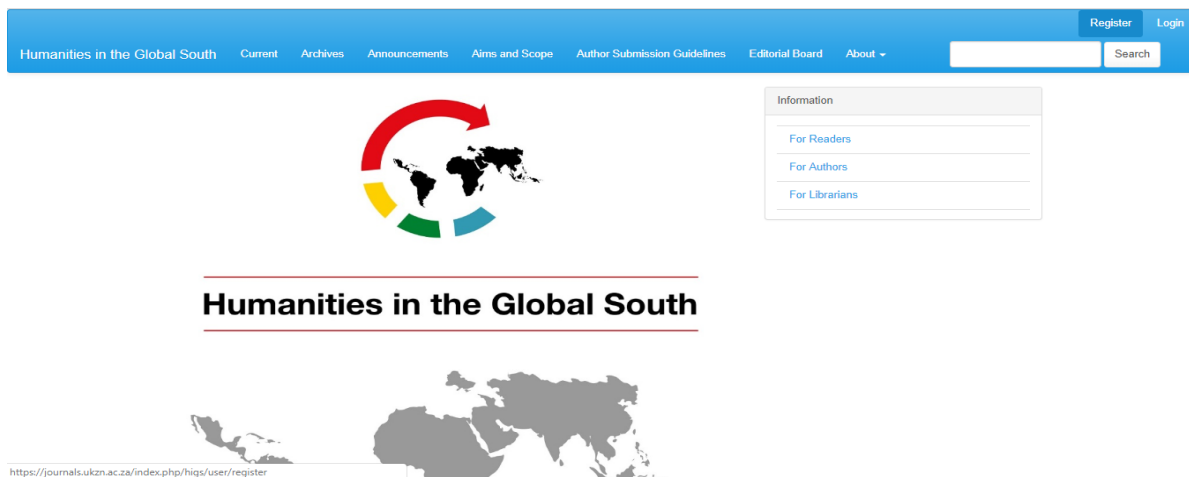 Register Login
Humanities in the Global South Current Archives Announcements Aims and Scope Author Submission Guidelines Editorial Board About Search
Information
For Readers
For Authors
For Librarians
Humanities in the Global South
https://journals.ukzn.ac.za/index.php/higs/user/register